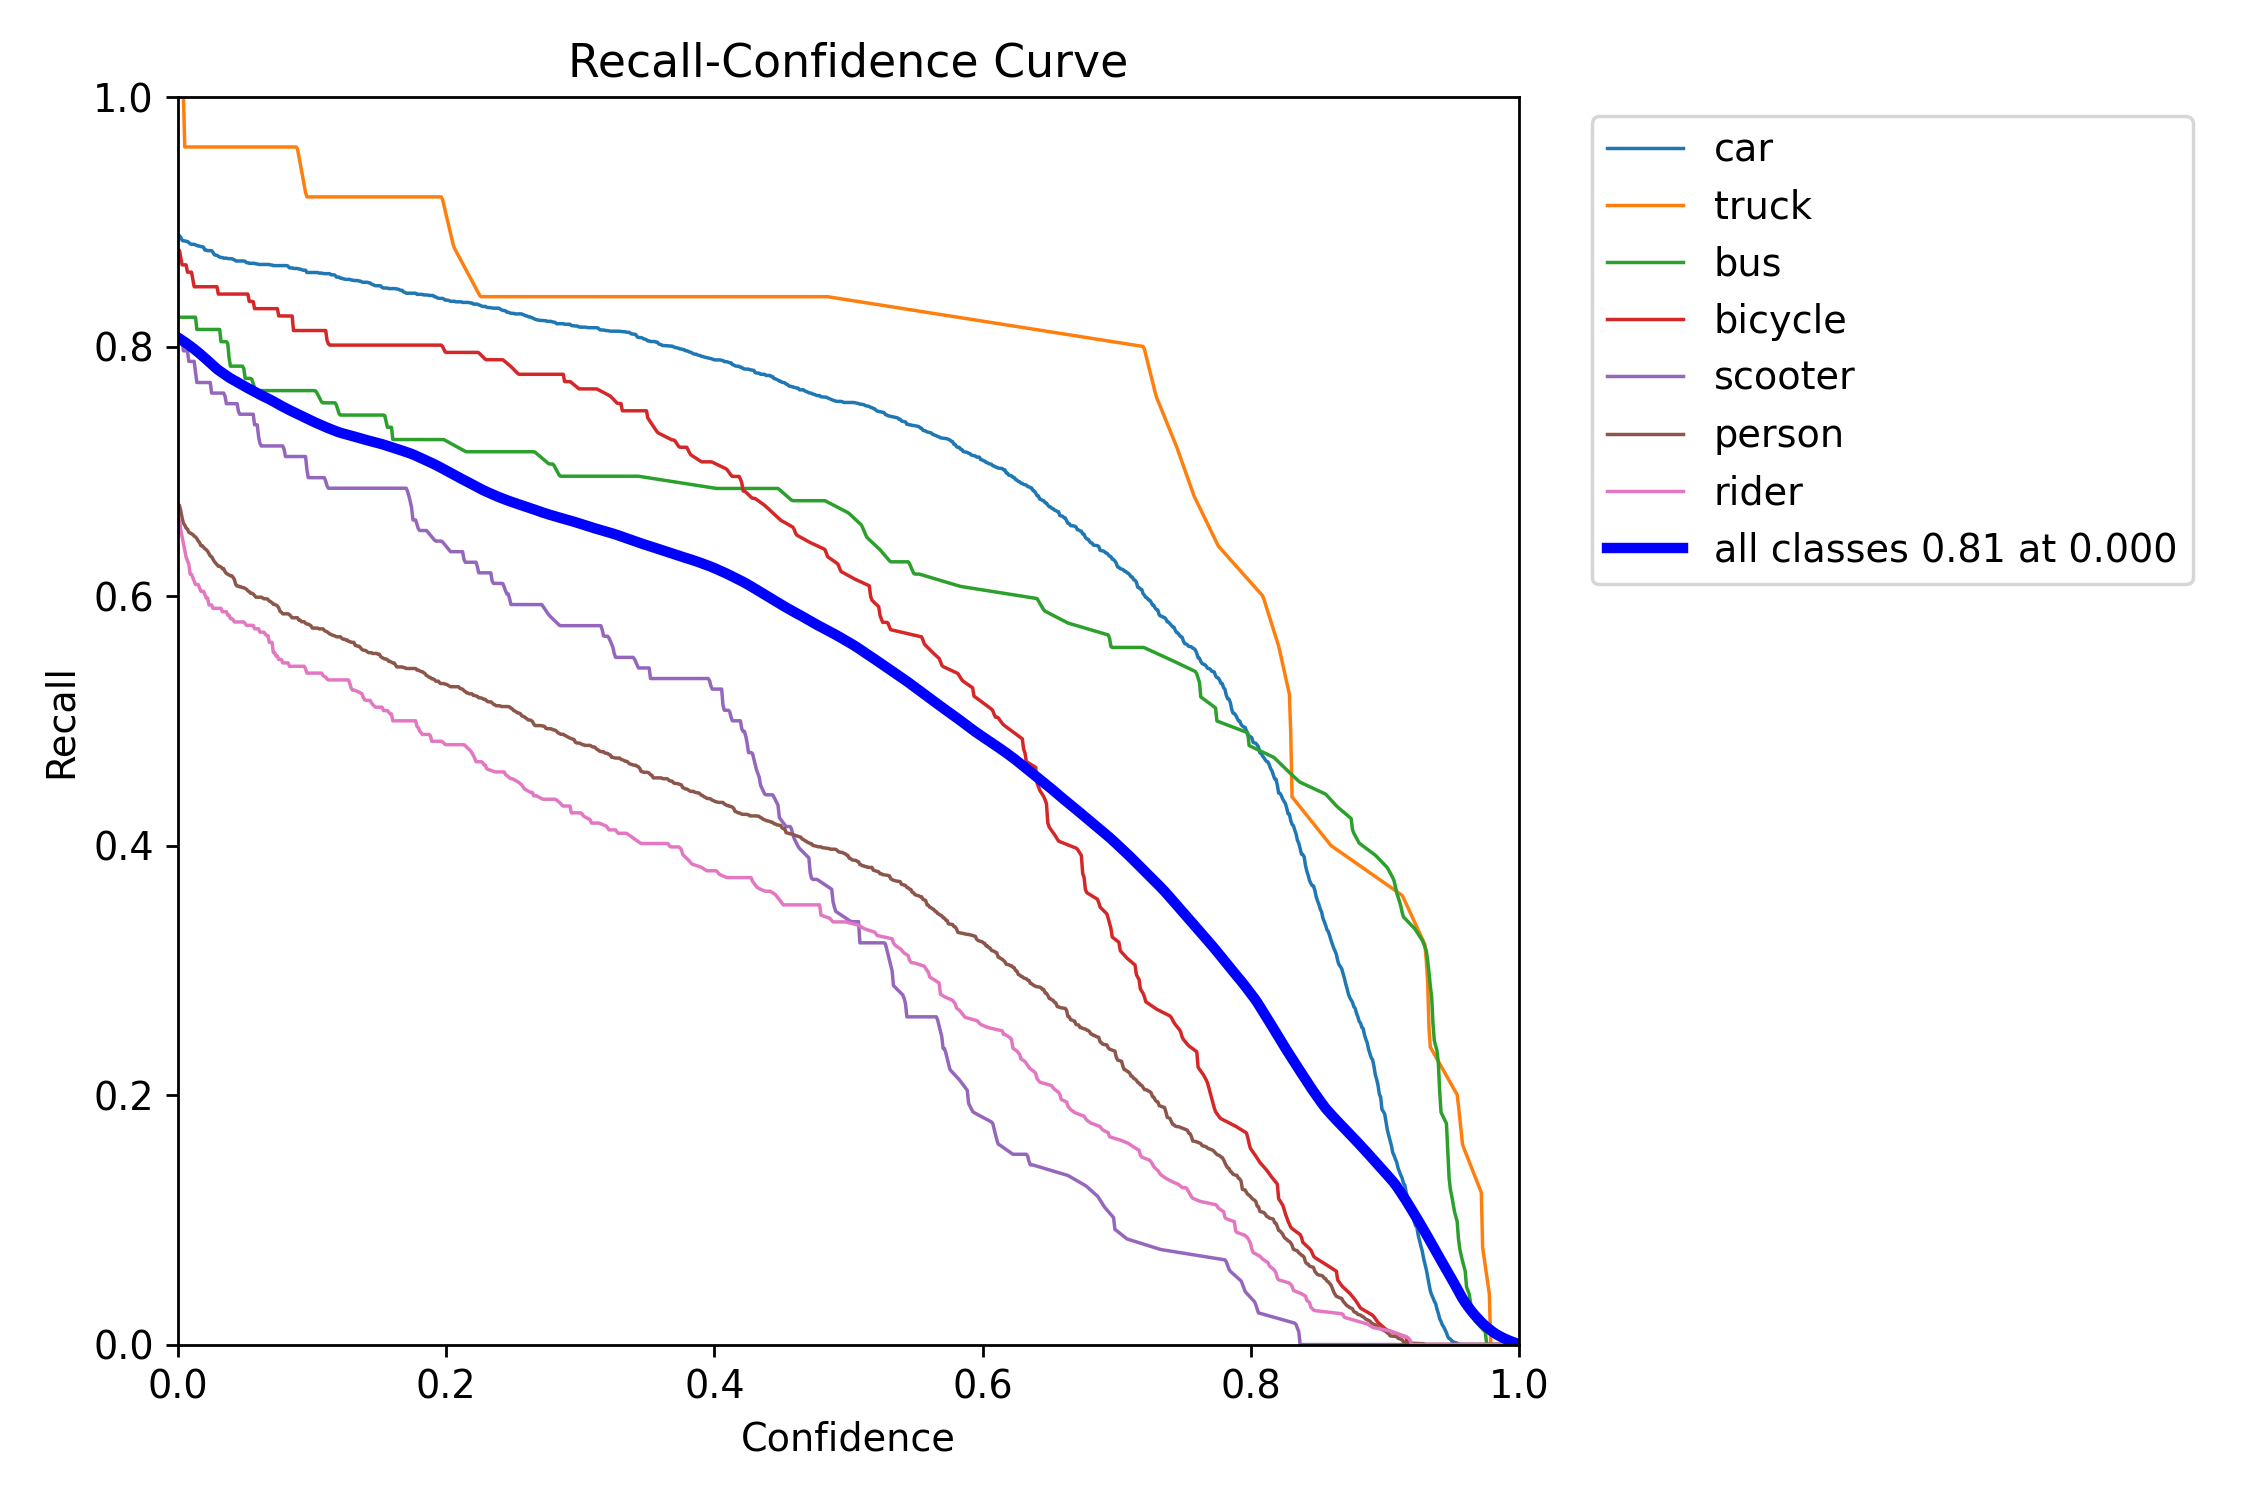 Recall-Confidence Curve
1.0
0.8
0.6
0.4
0.2
0.0
Recall
0.0 0.2 0.4 0.6 0.8 1.0
Confidence
car
truck
bus
bicycle
scooter
person
rider
all classes 0.81 at 0.000